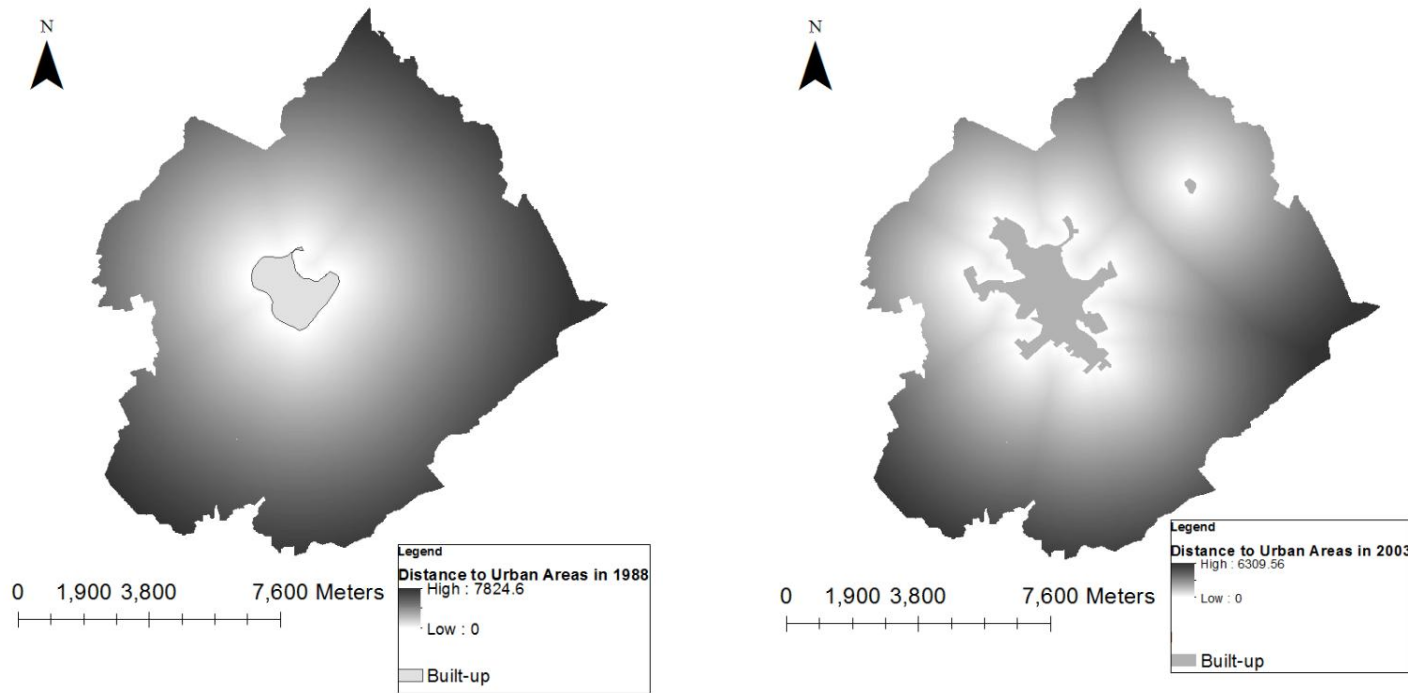 N
0 1,900 3,800 7,600 Meters
Legend
Distance to Urban Areas in 1988
High : 7824.6
Low : 0
Built-up
N
0 1,900 3,800 7,600 Meters
Legend
Distance to Urban Areas in 2003
High : 6309.56
Low : 0
Built-up